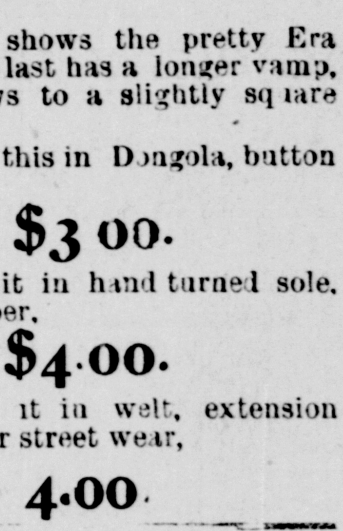 shows the pretty Era
last has a longer vamp,
s to a slightly square
this in Dongola, button
$3 00.
it in hand turned sole,
er.
$4.00.
it in welt, extension
r street wear,
4.00.